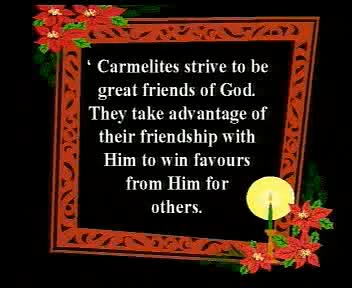 ‘ Carmelites strive to be
great friends of God.
They take advantage of
their friendship with
Him to win favours
from Him for
others.